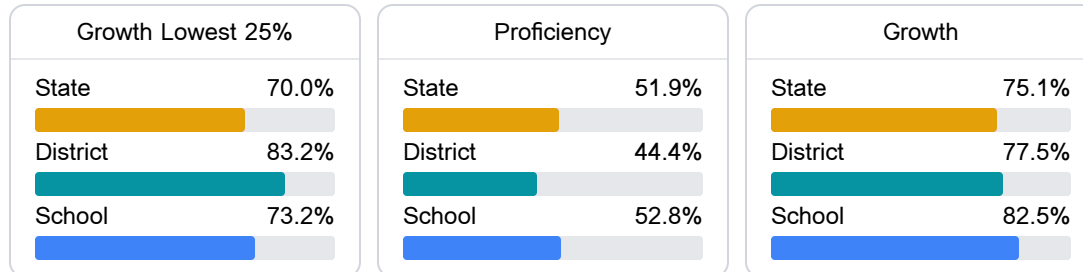 Growth Lowest 25%
State 70.0%
District 83.2%
School 73.2%
Proficiency
State 51.9%
District 44.4%
School 52.8%
Growth
State 75.1%
District 77.5%
School 82.5%